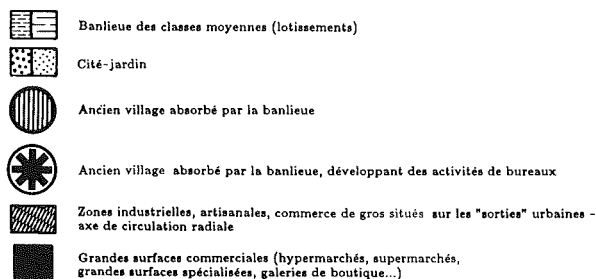 Banlieue des classes moyennes (lotissements)
Cité-jardin
Ancien village absorbé par la banlieue
Ancien village absorbé par la banlieue, développant des activités de bureaux
Zones industrielles, artisanales, commerce de gros situés sur les "sorties" urbaines -
axe de circulation radiale
Grandes surfaces commerciales (hypermarchés, supermarchés,
grandes surfaces spécialisées, galeries de boutique...)